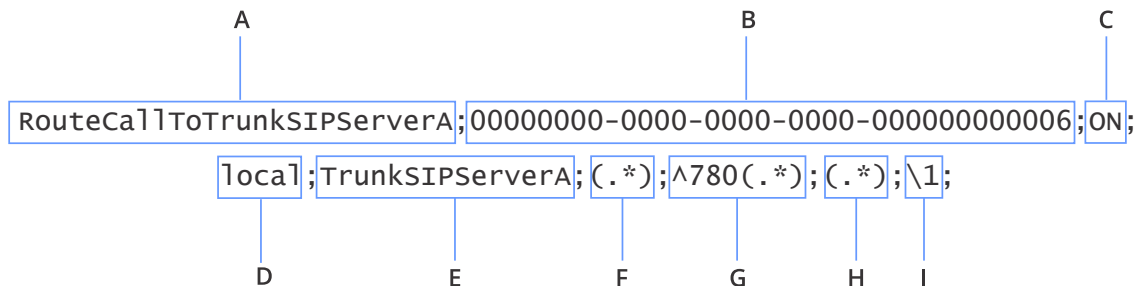 A B C
RouteCallToTrunkSIPServerA;00000000-0000-0000-0000-000000000006;ON;
local;TrunkSIPServerA;(.*);^780(.*);(.*);\1;
D E F G H I